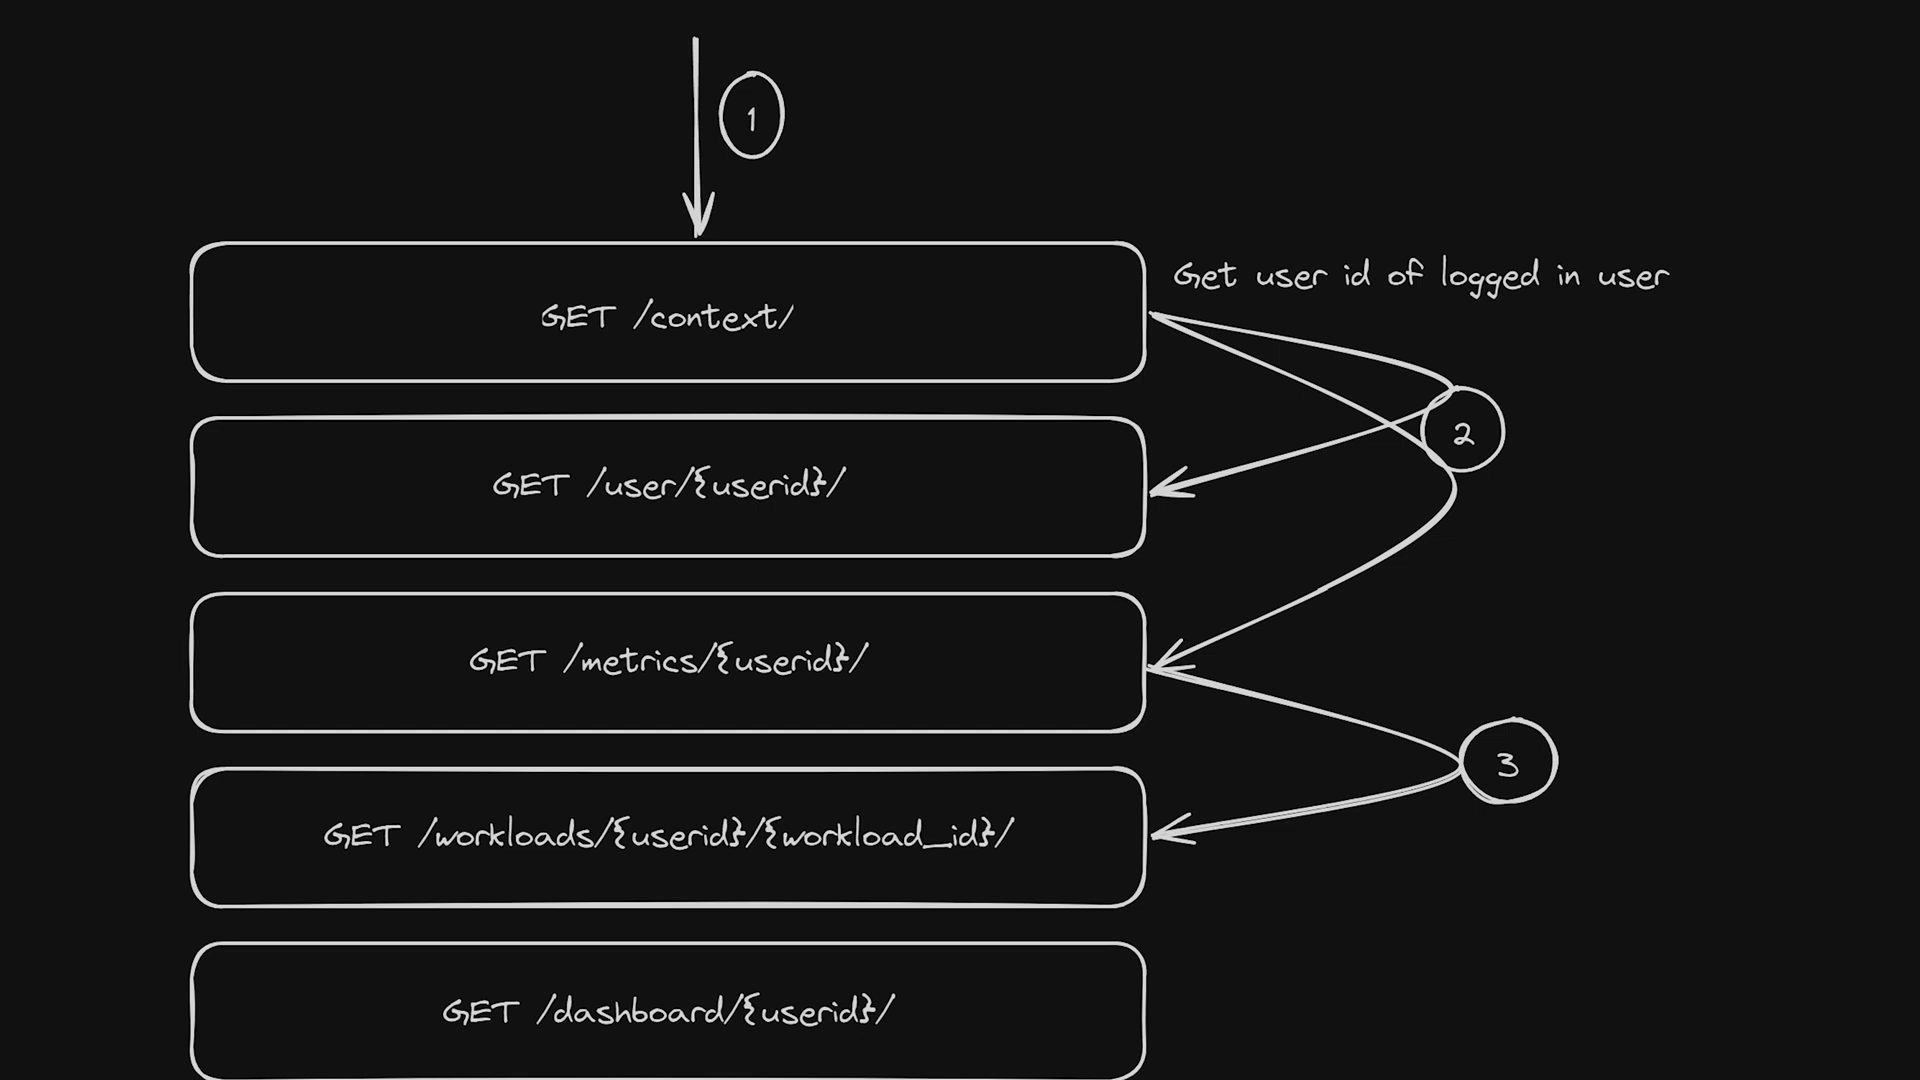 1
GET /context/
Get user id of logged in user
2
GET /user/{userid}/
GET /metrics/{userid}/
3
GET /workloads/{userid}/{workload_id}/
GET /dashboard/{userid}/